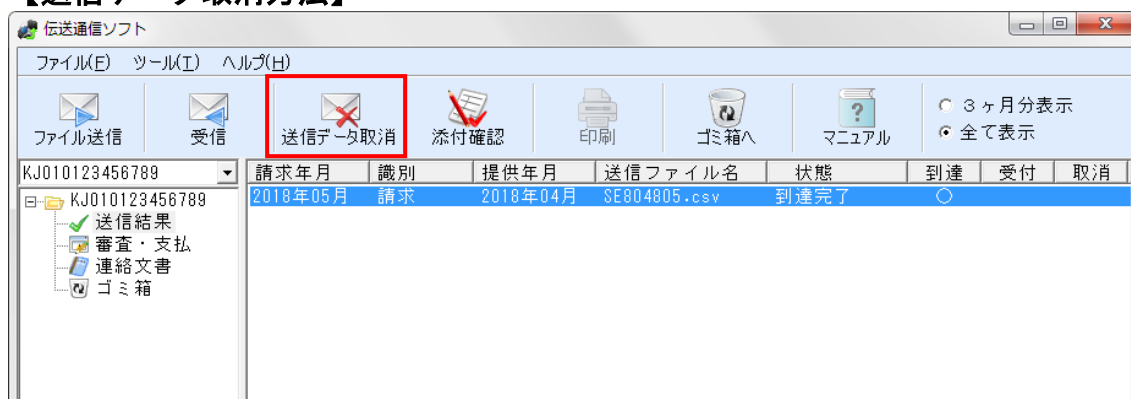 【送信データ取消方法】
伝送通信ソフト
ファイル(F) ツール(T) ヘルプ(H)
ファイル送信 受信 送信データ取消 添付確認 印刷 ゴミ箱へ マニュアル
３ヶ月分表示
全て表示
KJ010123456789
請求年月 識別 提供年月 送信ファイル名 状態 到達 受付 取消
2018年05月 請求 2018年04月 SE804805.csv 到達完了 ○
KJ010123456789
送信結果
審査・支払
連絡文書
ゴミ箱